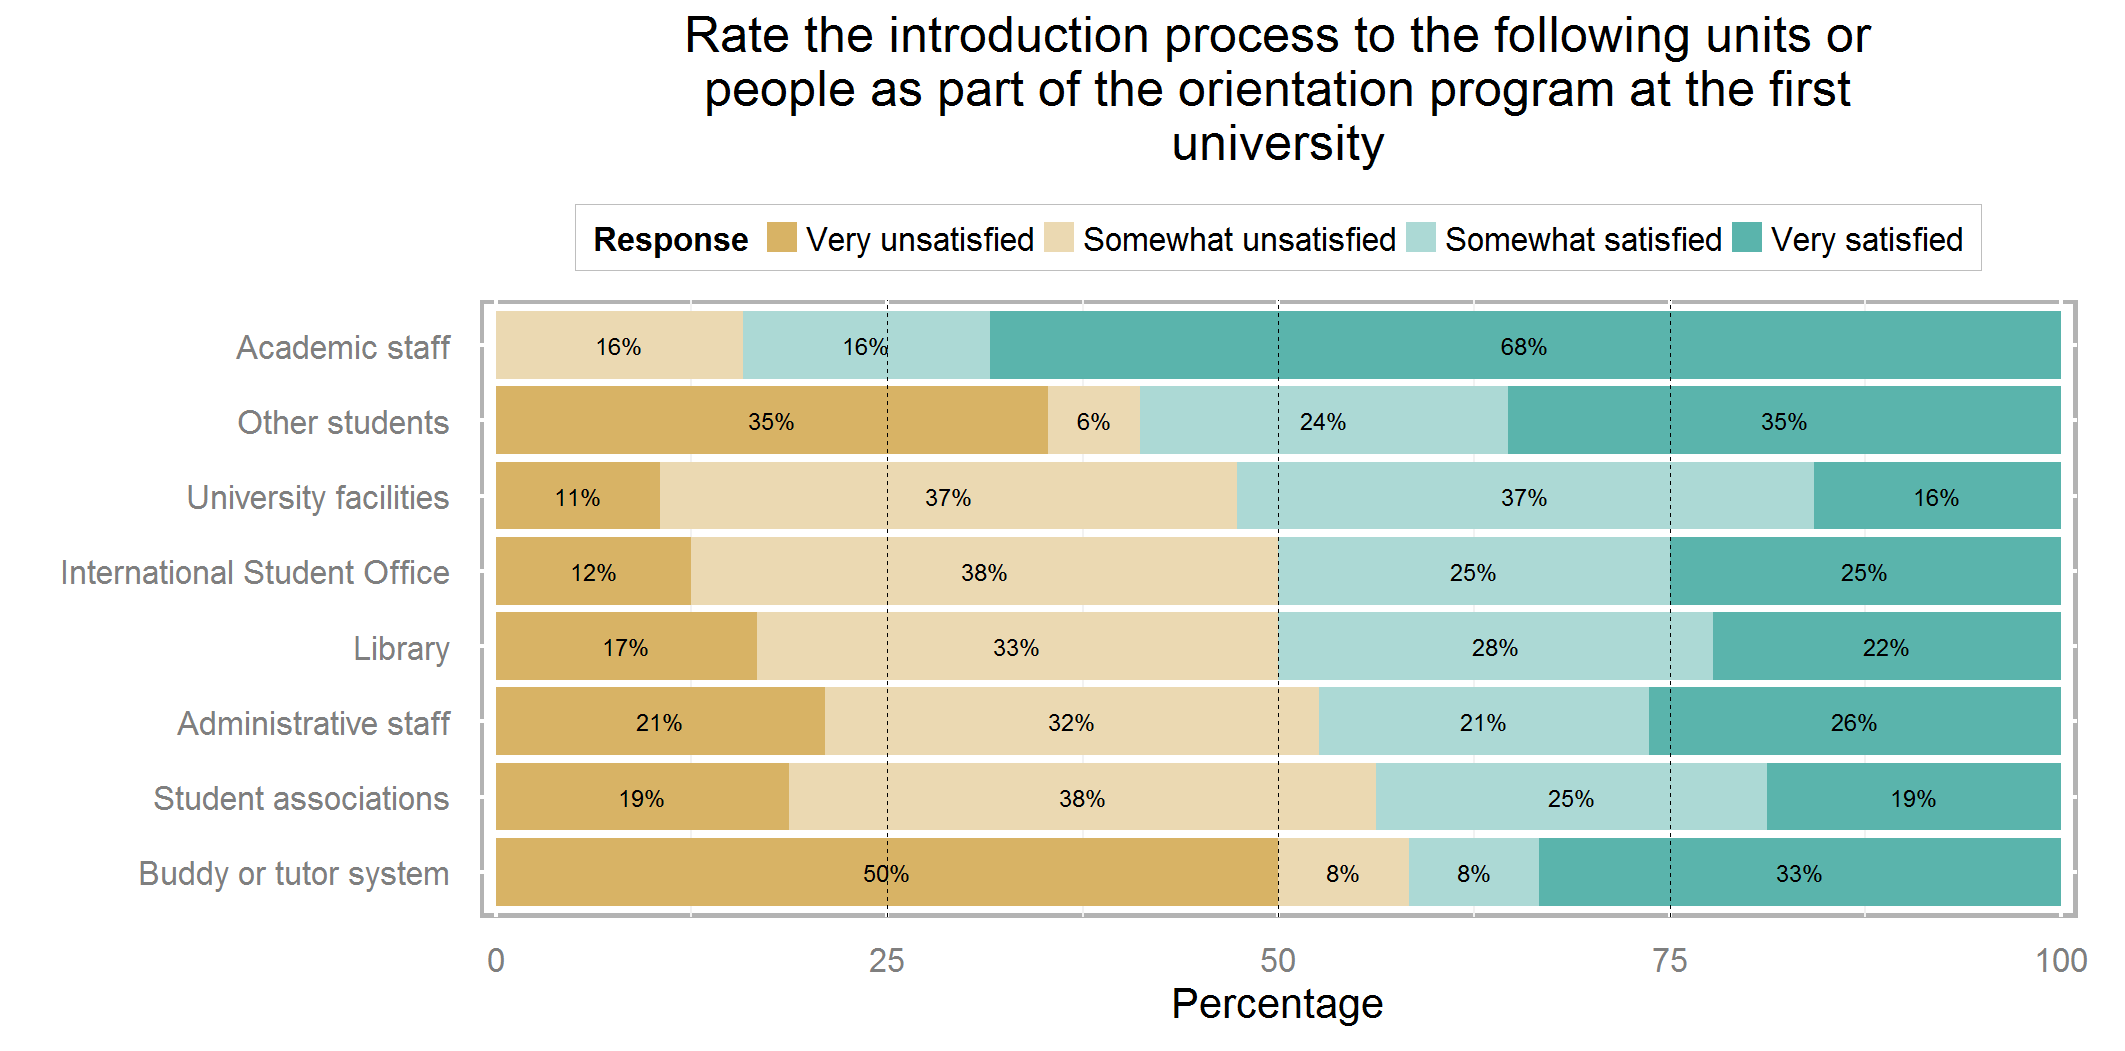 Rate the introduction process to the following units or
people as part of the orientation program at the first
university
Response Very unsatisfied Somewhat unsatisfied Somewhat satisfied Very satisfied
Academic staff 16% 16% 68%
Other students 35% 6% 24% 35%
University facilities 11% 37% 37% 16%
International Student Office 12% 38% 25% 25%
Library 17% 33% 28% 22%
Administrative staff 21% 32% 21% 26%
Student associations 19% 38% 25% 19%
Buddy or tutor system 50% 8% 8% 33%
0 25 50 75 100
Percentage